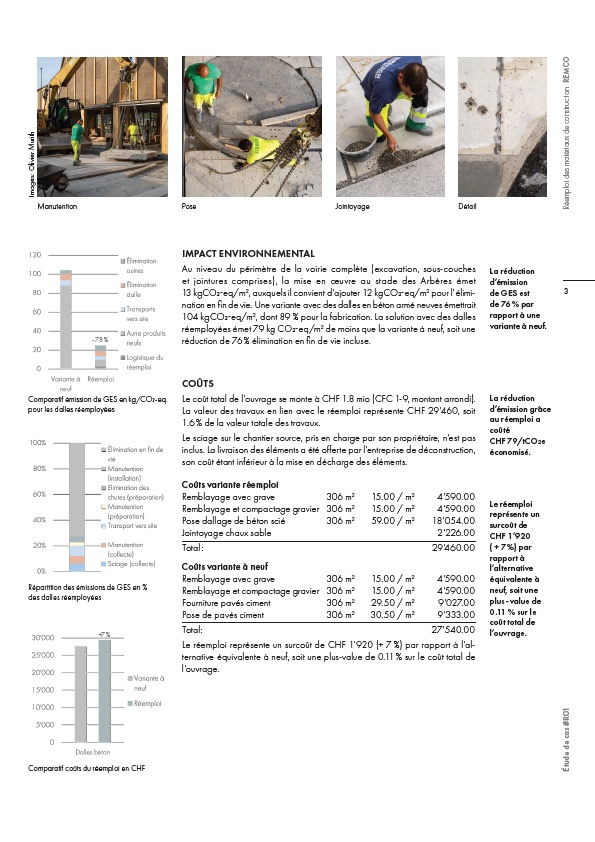 Images: Olivier Murith
Manutention
Pose
Jointoyage
Détail
Réemploi des matériaux de construction REMCO
3
120
100
80
60
40
20
0
-78%
Variante à
neuf
Réemploi
Élimination
autres
Élimination
dalle
Transports
vers site
Autre produits
neufs
Logistique du
réemploi
Comparatif émission de GES en kg/CO2-eq.
pour les dalles réemployées
100%
80%
60%
40%
20%
0%
Élimination en fin de
vie
Manutention
(installation)
Élimination des
chutes (préparation)
Manutention
(préparation)
Transport vers site
Manutention
(collecte)
Sciage (collecte)
Répartition des émissions de GES en %
des dalles réemployées
30'000
25'000
20'000
15'000
10'000
5'000
0
+7%
Dalles béton
Variante à
neuf
Réemploi
Comparatif coûts du réemploi en CHF
IMPACT ENVIRONNEMENTAL
Au niveau du périmètre de la voirie complète (excavation, sous-couches
et jointures comprises), la mise en œuvre au stade des Arbères émet
13 kgCO2-eq/m², auxquels il convient d'ajouter 12 kgCO2-eq/m² pour l'élimi-
nation en fin de vie. Une variante avec des dalles en béton armé neuves émettrait
104 kgCO2-eq/m², dont 89 % pour la fabrication. La solution avec des dalles
réemployées émet 79 kg CO2-eq/m² de moins que la variante à neuf, soit une
réduction de 76% élimination en fin de vie incluse.
La réduction
d'émission
de GES est
de 76% par
rapport à une
variante à neuf.
COÛTS
Le coût total de l'ouvrage se monte à CHF 1.8 mio (CFC 1-9, montant arrondi).
La valeur des travaux en lien avec le réemploi représente CHF 29'460, soit
1.6% de la valeur totale des travaux.
Le sciage sur le chantier source, pris en charge par son propriétaire, n'est pas
inclus. La livraison des éléments a été offerte par l'entreprise de déconstruction,
son coût étant inférieur à la mise en décharge des éléments.
La réduction
d'émission grâce
au réemploi a
coûté
CHF 79/tCO2e
économisé.
Coûts variante réemploi
Remblayage avec grave 306 m² 15.00 / m² 4'590.00
Remblayage et compactage gravier 306 m² 15.00 / m² 4'590.00
Pose dallage de béton scié 306 m² 59.00 / m² 18'054.00
Jointoyage chaux sable 2'226.00
Total: 29'460.00
Coûts variante à neuf
Remblayage avec grave 306 m² 15.00 / m² 4'590.00
Remblayage et compactage gravier 306 m² 15.00 / m² 4'590.00
Fourniture pavés ciment 306 m² 29.50 / m² 9'027.00
Pose de pavés ciment 306 m² 30.50 / m² 9'333.00
Total: 27'540.00
Le réemploi représente un surcoût de CHF 1'920 (+ 7 %) par rapport à l'al-
ternative équivalente à neuf, soit une plus-value de 0.11 % sur le coût total de
l'ouvrage.
Le réemploi
représente un
surcoût de
CHF 1'920
(+ 7%) par
rapport à
l'alternative
équivalente à
neuf, soit une
plus-value de
0.11 % sur le
coût total de
l'ouvrage.
Étude de cas #R01